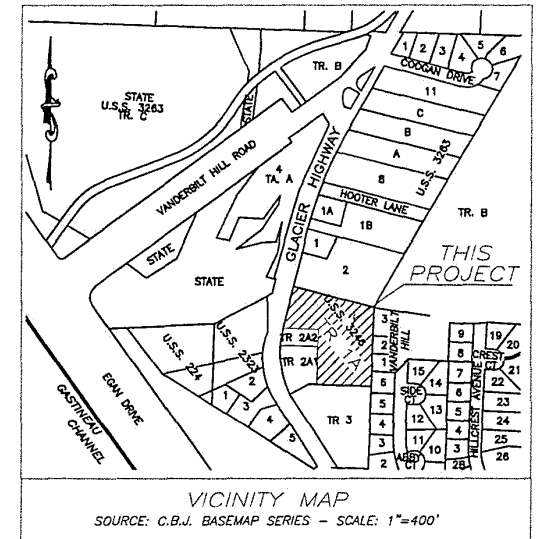 TR. B
1 2 3 4 5 6
7
COOGAN DRIVE
11
C
B
A
8
U.S.S. 3263
STATE
U.S.S. 3263
TR. C
STATE
VANDERBILT HILL ROAD
4
TA. A
GLACIER HIGHWAY
HOOTER LANE
1A
1B
1
2
TR. B
STATE
STATE
THIS
PROJECT
U.S.S. 3246
TR 2A2
TR 2A1
U.S.S. 2323
U.S.S. 224
2
1 3 4 5
TR 3
EGAN DRIVE
GASTINEAU
CHANNEL
VANDERBILT
HILL
3
2
1
6
5
4
3
2
15
14
SIDE
CT
13
12
11
10
ABBY
CT
9
8
7
6
5
4
3
28
HILLCREST AVENUE
CREST
CT
19
20
21
22
23
24
25
26
VICINITY MAP
SOURCE: C.B.J. BASEMAP SERIES – SCALE: 1"=400'